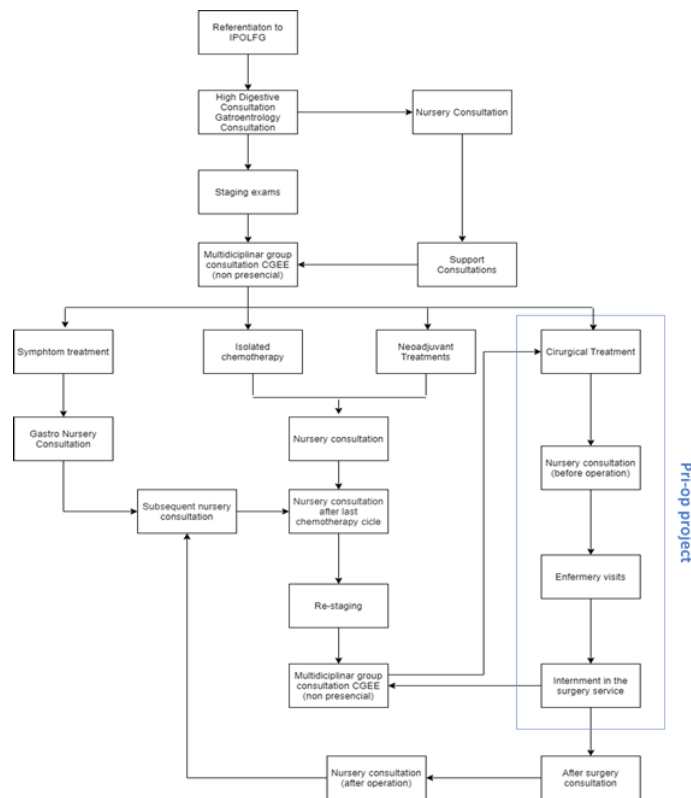 Referentiaton to
IPOLFG
High Digestive
Consultation
Gatroentrology
Consultation
Nursery Consultation
Staging exams
Multidiciplinar group
consultation CGEE
(non presencial)
Support
Consultations
Symphtom treatment
Isolated
chemotherapy
Neoadjuvant
Treatments
Cirurgical Treatment
Gastro Nursery
Consultation
Nursery consultation
Nursery consultation
(before operation)
Pri-op project
Subsequent nursery
consultation
Nursery consultation
after last
chemotherapy cicle
Re-staging
Enfermery visits
Multidiciplinar group
consultation CGEE
(non presencial)
Internment in the
surgery service
Nursery consultation
(after operation)
After surgery
consultation